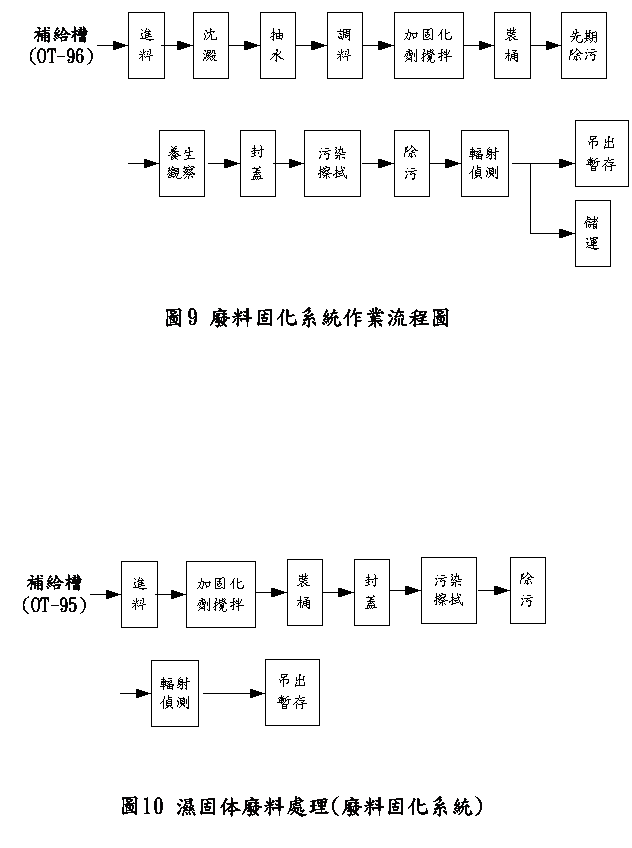 補給槽
(OT-96)
進料
沈澱
抽水
調料
加固化
劑攪拌
裝桶
先期
除污
養生
觀察
封蓋
污染
擦拭
除污
輻射
偵測
吊出
暫存
儲運
圖9 廢料固化系統作業流程圖
補給槽
(OT-95)
進料
加固化
劑攪拌
裝桶
封蓋
污染
擦拭
除污
輻射
偵測
吊出
暫存
圖10 濕固体廢料處理(廢料固化系統)